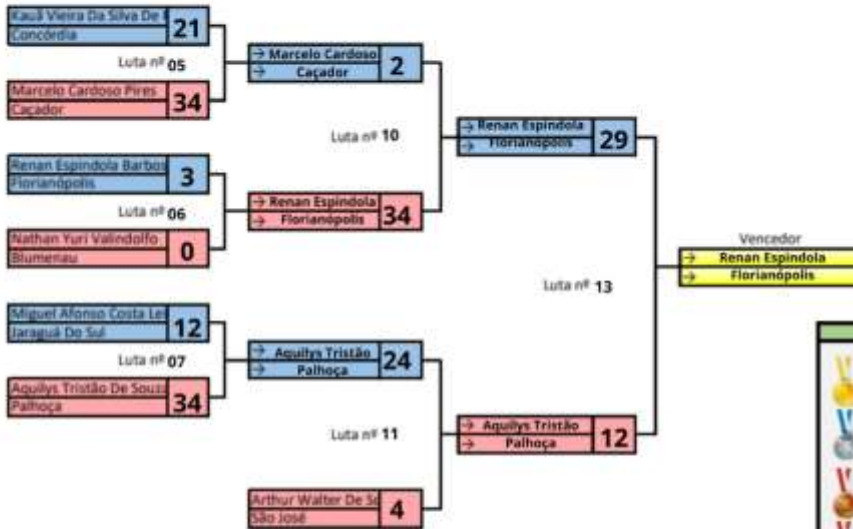 Kauã Vieira Da Silva De
Concórdia
21
Luta nº 05
Marcelo Cardoso Pires
Caçador
34
→ Marcelo Cardoso
→ Caçador
2
Luta nº 10
Renan Espindola Barbos
Florianópolis
3
Luta nº 06
Nathan Yuri Valindolfo
Blumenau
0
→ Renan Espindola
→ Florianópolis
34
→ Renan Espindola
→ Florianópolis
29
Luta nº 13
Vencedor
→ Renan Espindola
→ Florianópolis
Miguel Afonso Costa Lei
Jaraguá Do Sul
12
Luta nº 07
Aquilys Tristão De Souza
Palhoça
34
→ Aquilys Tristão
→ Palhoça
24
Luta nº 11
Arthur Walter De So
São José
4
→ Aquilys Tristão
→ Palhoça
12